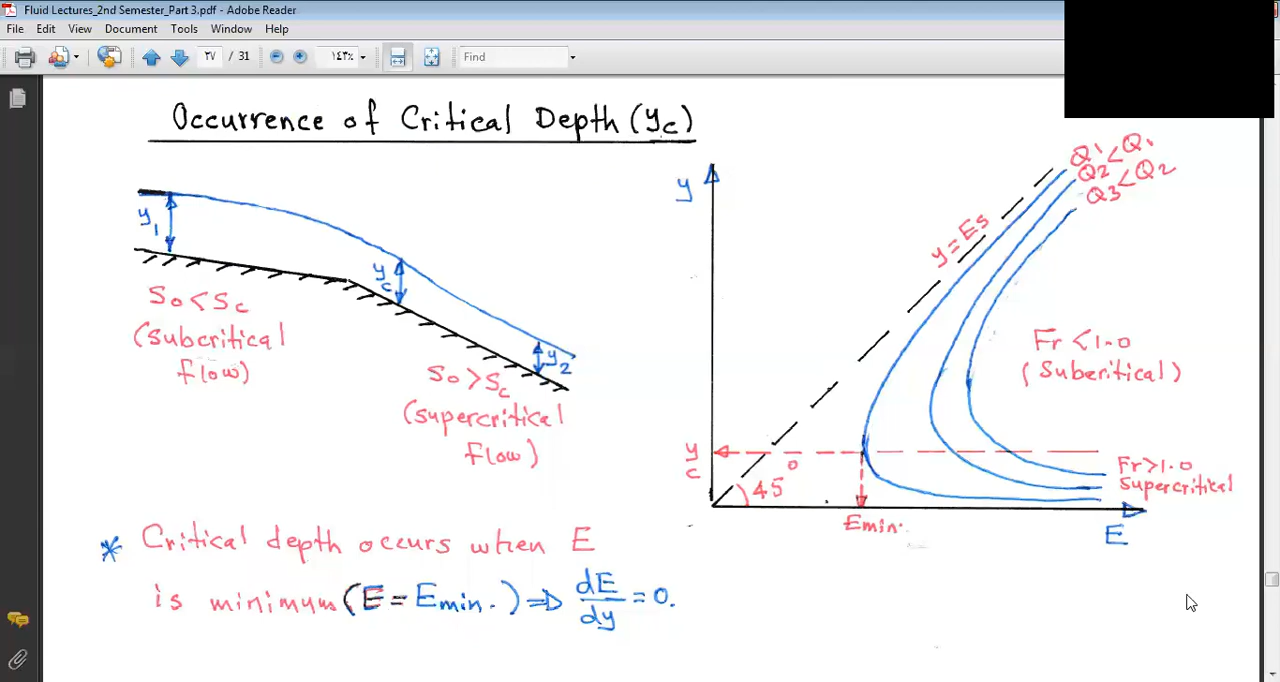 Fluid Lectures_2nd Semester_Part 3.pdf - Adobe Reader
File Edit View Document Tools Window Help
٢٧ / 31 ١٤٣% Find
Occurrence of Critical Depth (yc)
y1
yc
y2
So < Sc
(subcritical
flow)
So > Sc
(supercritical
flow)
y
Q1 < Q.
Q2
Q3 < Q2
y = Es
Fr < 1.0
(Subcritical)
yc
Fr > 1.0
Supercritical
45°
Emin.
E
* Critical depth occurs when E
is minimum (E = Emin.) ⇒ dE/dy = 0.